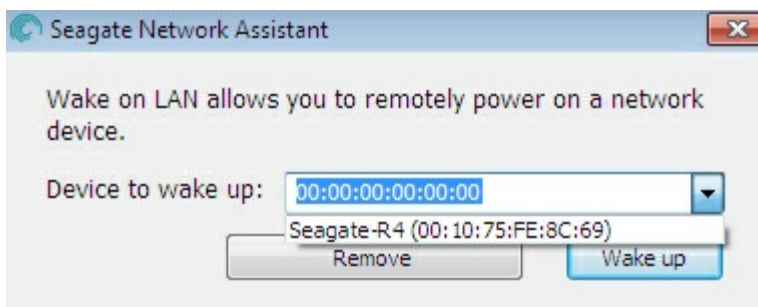 Seagate Network Assistant
Wake on LAN allows you to remotely power on a network
device.
Device to wake up: 00:00:00:00:00:00
Seagate-R4 (00:10:75:FE:8C:69)
Remove Wake up